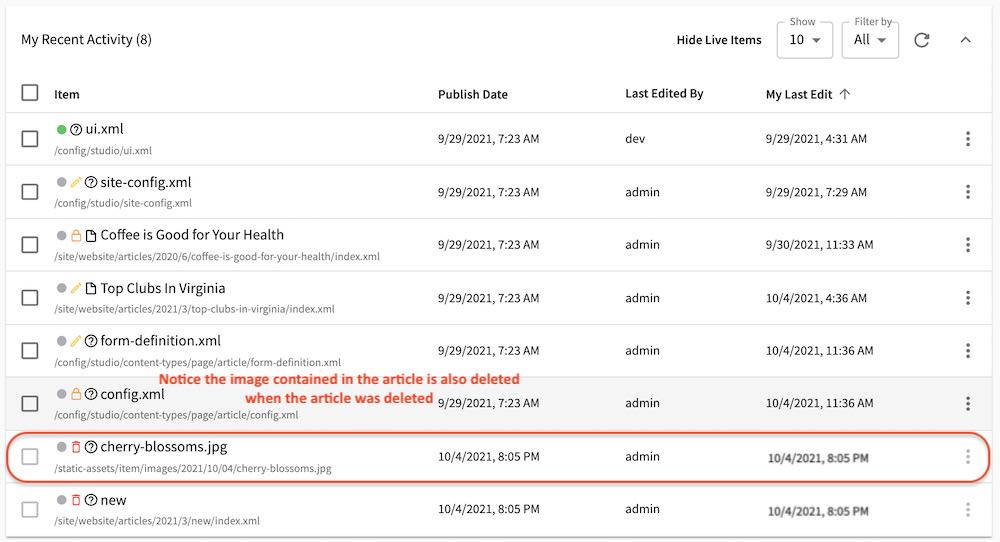 My Recent Activity (8)
Hide Live Items
Show
10
Filter by
All
Item Publish Date Last Edited By My Last Edit
ui.xml
/config/studio/ui.xml
9/29/2021, 7:23 AM dev 9/29/2021, 4:31 AM
site-config.xml
/config/studio/site-config.xml
9/29/2021, 7:23 AM admin 9/29/2021, 7:29 AM
Coffee is Good for Your Health
/site/website/articles/2020/6/coffee-is-good-for-your-health/index.xml
9/29/2021, 7:23 AM admin 9/30/2021, 11:33 AM
Top Clubs In Virginia
/site/website/articles/2021/3/top-clubs-in-virginia/index.xml
9/29/2021, 7:23 AM admin 10/4/2021, 4:36 AM
form-definition.xml
/config/studio/content-types/page/article/form-definition.xml
9/29/2021, 7:23 AM admin 10/4/2021, 11:36 AM
Notice the image contained in the article is also deleted
when the article was deleted
config.xml
/config/studio/content-types/page/article/config.xml
9/29/2021, 7:23 AM admin 10/4/2021, 11:36 AM
cherry-blossoms.jpg
/static-assets/item/images/2021/10/04/cherry-blossoms.jpg
10/4/2021, 8:05 PM admin 10/4/2021, 8:05 PM
new
/site/website/articles/2021/3/new/index.xml
10/4/2021, 8:05 PM admin 10/4/2021, 8:05 PM